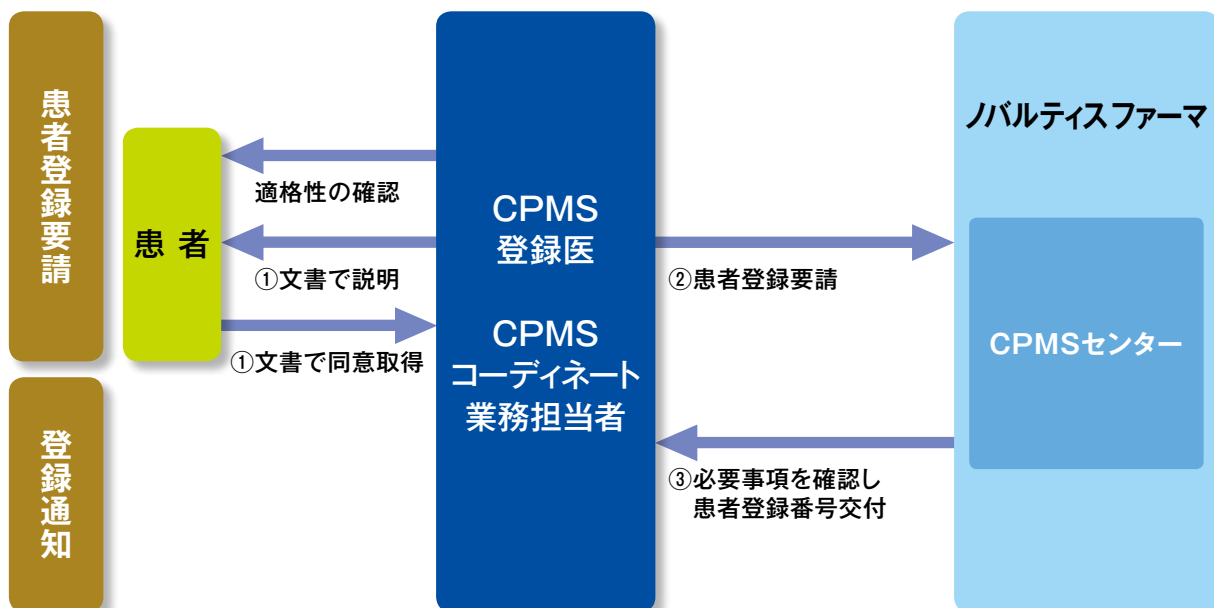 患者登録要請
登録通知
患者
適格性の確認
①文書で説明
①文書で同意取得
CPMS
登録医
CPMS
コーディネート
業務担当者
②患者登録要請
③必要事項を確認し
患者登録番号交付
ノバルティスファーマ
CPMSセンター